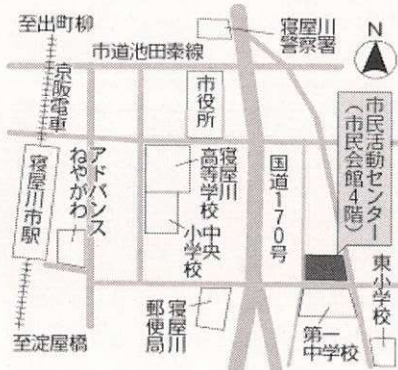 至出町柳
寝屋川
警察署
N
市道池田秦線
京阪電車
市役所
市民活動センター
（市民会館4階）
寝屋川市駅
アドバンス
ねやがわ
寝屋川
高等学校
中央
小学校
国道170号
東小学校
至淀屋橋
寝屋川
郵便局
第一
中学校